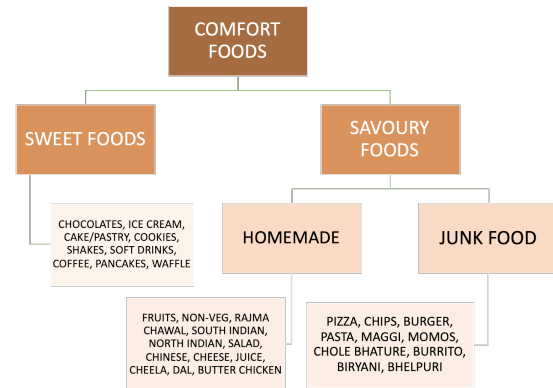 COMFORT
FOODS
SWEET FOODS
SAVOURY
FOODS
CHOCOLATES, ICE CREAM,
CAKE/PASTRY, COOKIES,
SHAKES, SOFT DRINKS,
COFFEE, PANCAKES, WAFFLE
HOMEMADE
JUNK FOOD
FRUITS, NON-VEG, RAJMA
CHAWAL, SOUTH INDIAN,
NORTH INDIAN, SALAD,
CHINESE, CHEESE, JUICE,
CHEELA, DAL, BUTTER CHICKEN
PIZZA, CHIPS, BURGER,
PASTA, MAGGI, MOMOS,
CHOLE BHATURE, BURRITO,
BIRYANI, BHELPURI